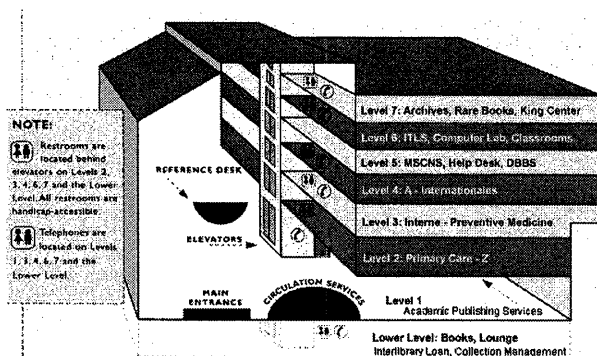 NOTE:
Restrooms are
located behind
elevators on Levels 2,
3, 4, 6, 7 and the Lower
Level. All restrooms are
handicap-accessible.
Telephones are
located on Levels
1, 3, 4, 6, 7 and the
Lower Level.
REFERENCE DESK
ELEVATORS
MAIN
ENTRANCE
CIRCULATION SERVICES
Level 7: Archives, Rare Books, King Center
Level 6: ITLS, Computer Lab, Classrooms
Level 5: MSCNS, Help Desk, DBBS
Level 4: A - Internationales
Level 3: Interne - Preventive Medicine
Level 2: Primary Care - Z
Level 1
Academic Publishing Services
Lower Level: Books, Lounge
Interlibrary Loan, Collection Management